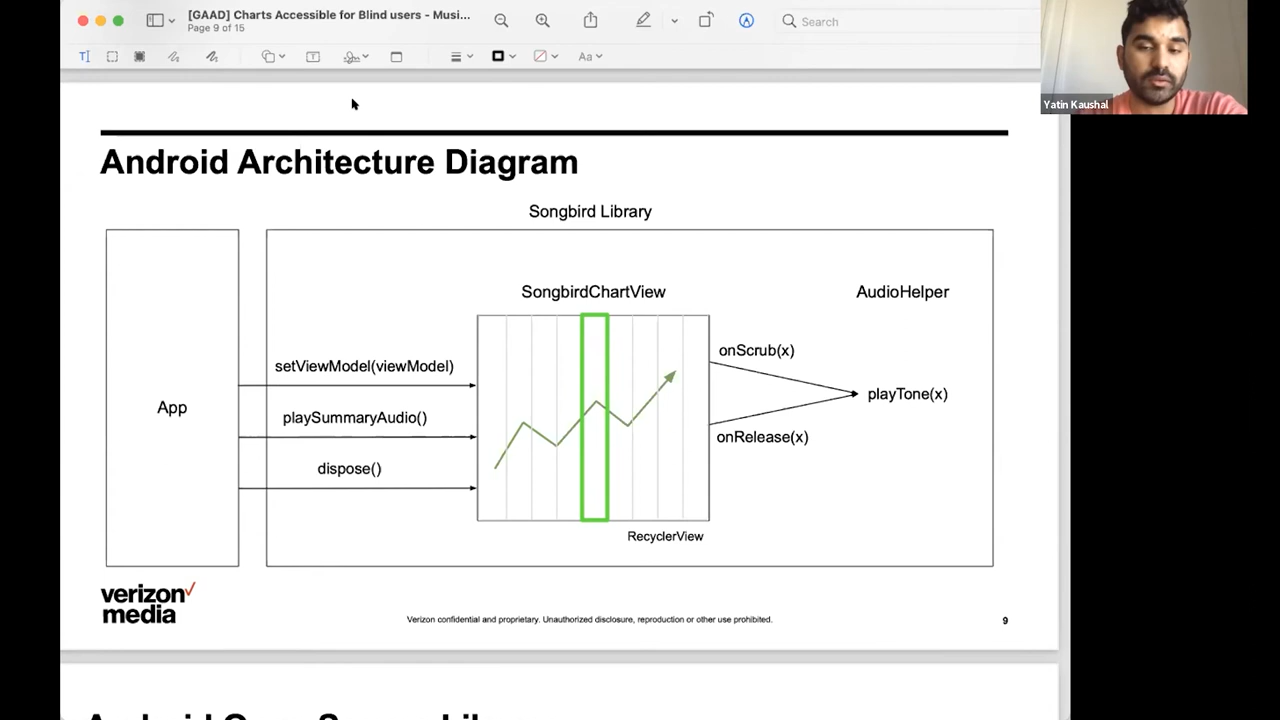 [GAAD] Charts Accessible for Blind users - Musi...
Page 9 of 15
Search
Aa
Yatin Kaushal
Android Architecture Diagram
Songbird Library
SongbirdChartView
AudioHelper
onScrub(x)
setViewModel(viewModel)
App
playTone(x)
playSummaryAudio()
onRelease(x)
dispose()
RecyclerView
verizon✓
media
Verizon confidential and proprietary. Unauthorized disclosure, reproduction or other use prohibited.
9